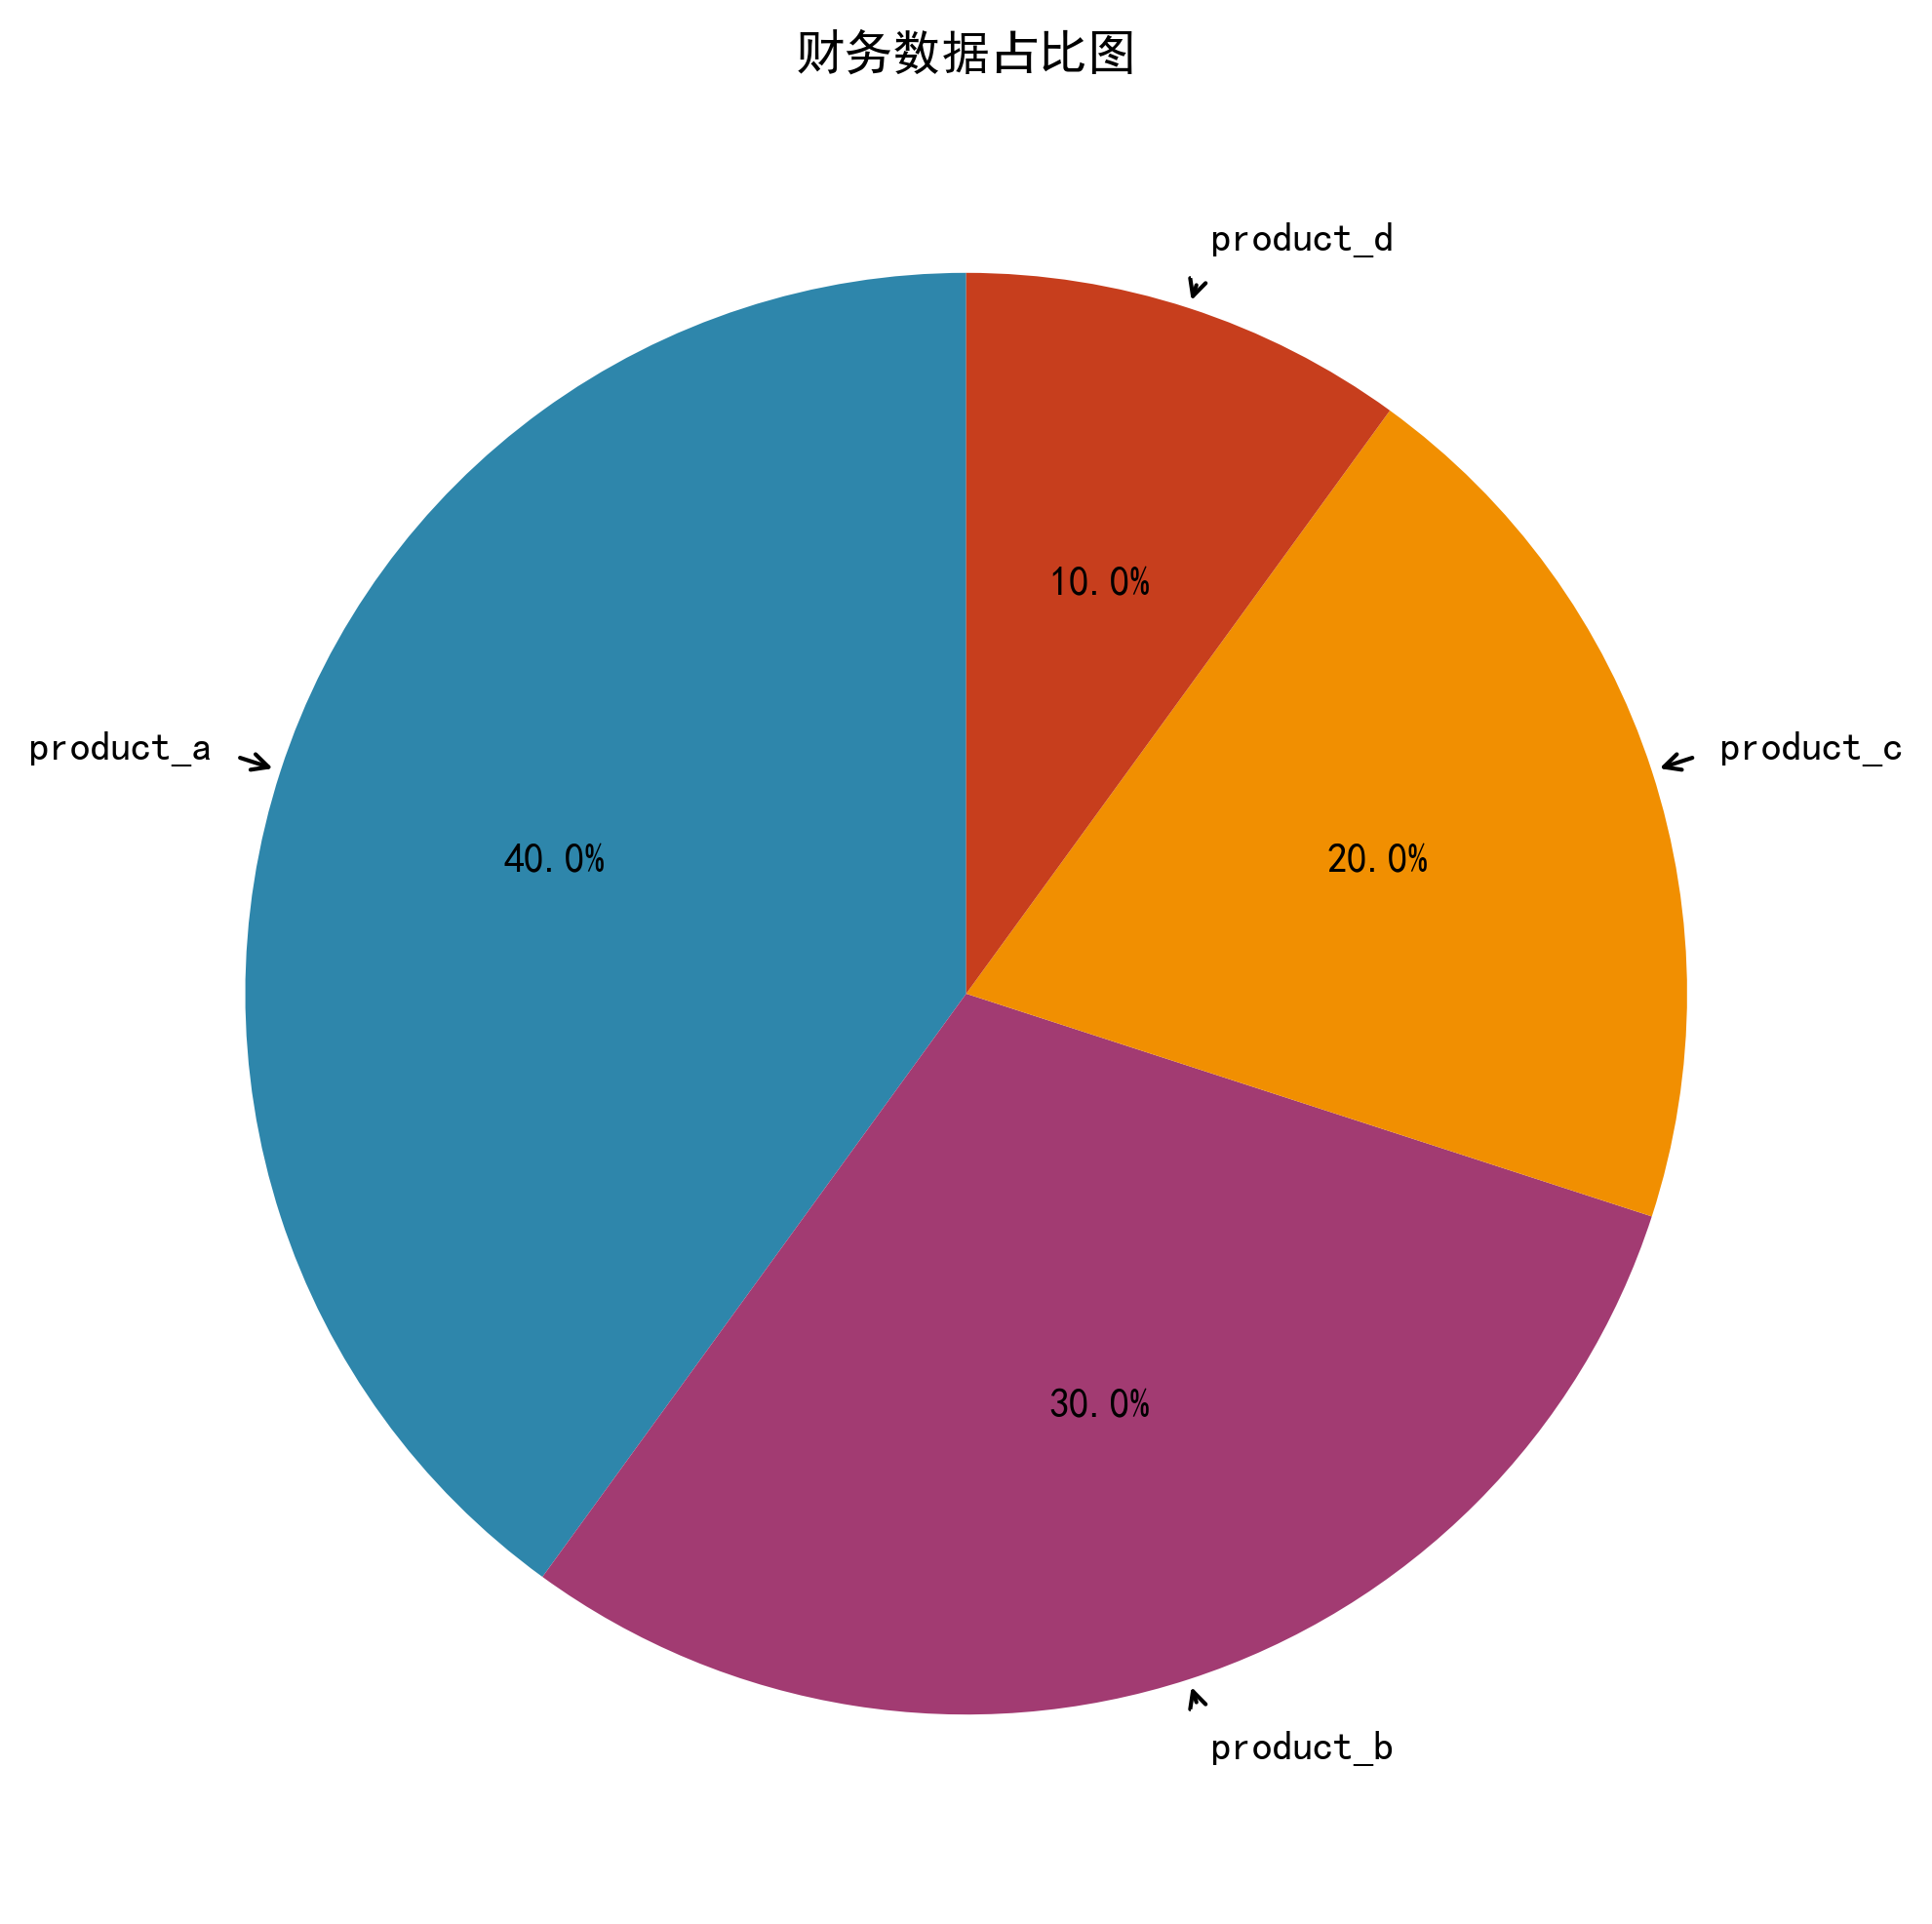 财务数据占比图
product_d
10.0%
product_a
product_c
40.0%
20.0%
30.0%
product_b